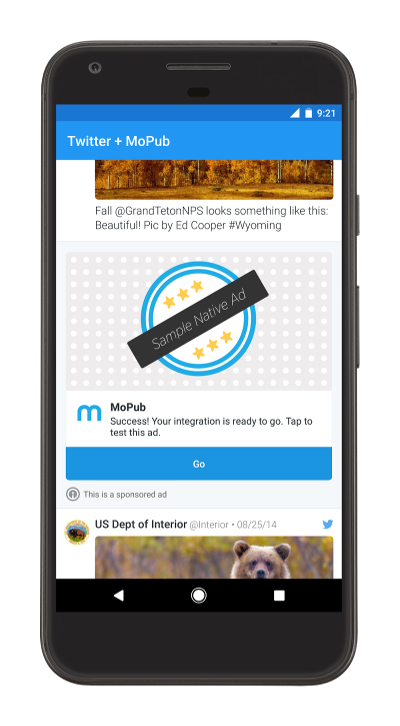 9:21
Twitter + MoPub
Fall @GrandTetonNPS looks something like this:
Beautiful! Pic by Ed Cooper #Wyoming
Sample Native Ad
MoPub
Success! Your integration is ready to go. Tap to
test this ad.
Go
This is a sponsored ad
US Dept of Interior @Interior • 08/25/14